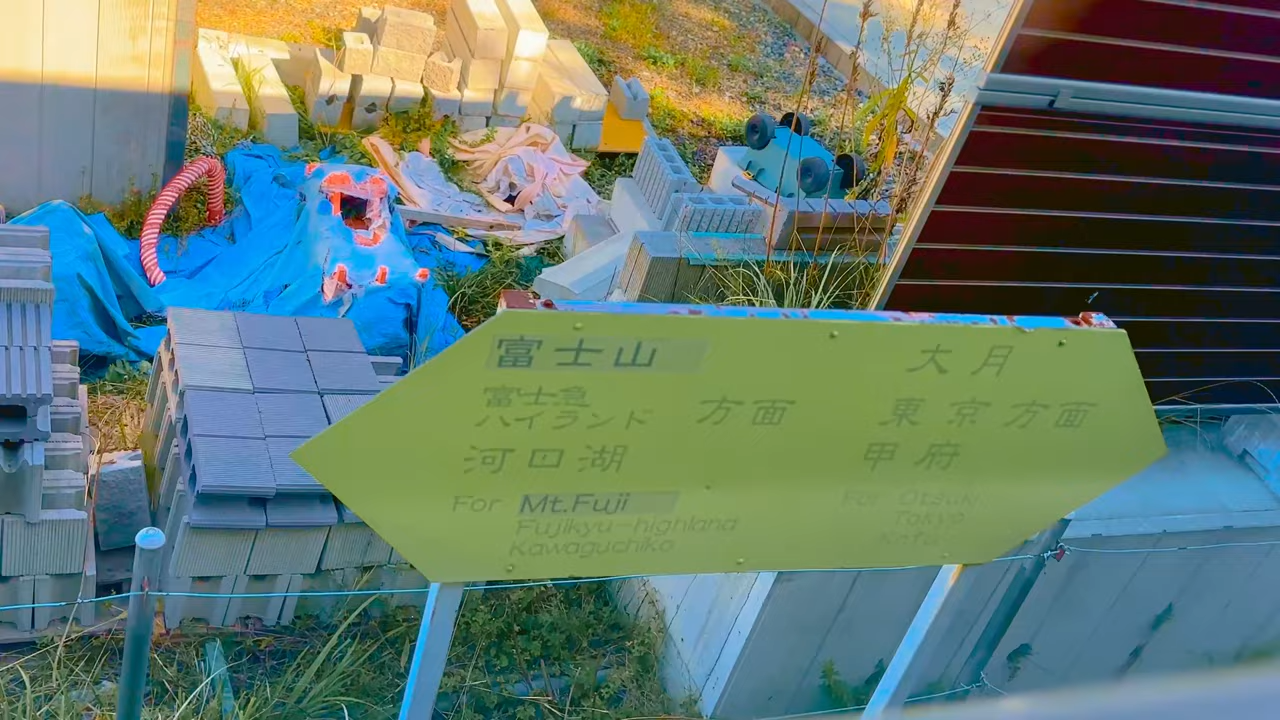 富士山
富士急
ハイランド 方面
河口湖
For Mt.Fuji
Fujikyu-highland
Kawaguchiko
大月
東京方面
甲府
For Otsuki
Tokyo
Kofu